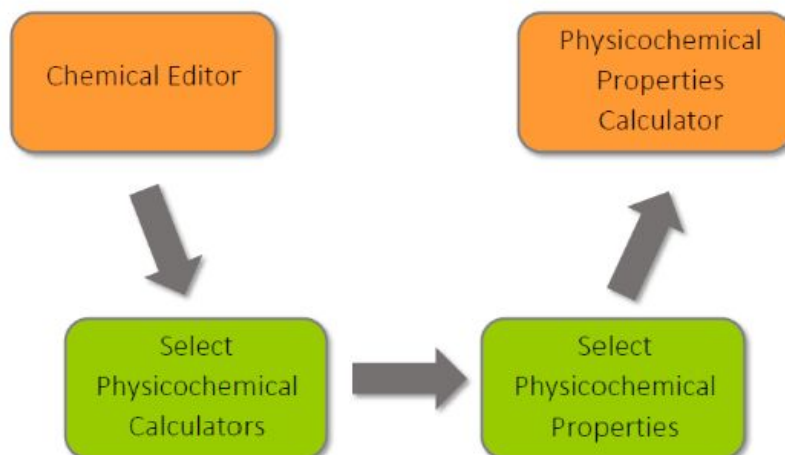 Chemical Editor
Physicochemical
Properties
Calculator
Select
Physicochemical
Calculators
Select
Physicochemical
Properties